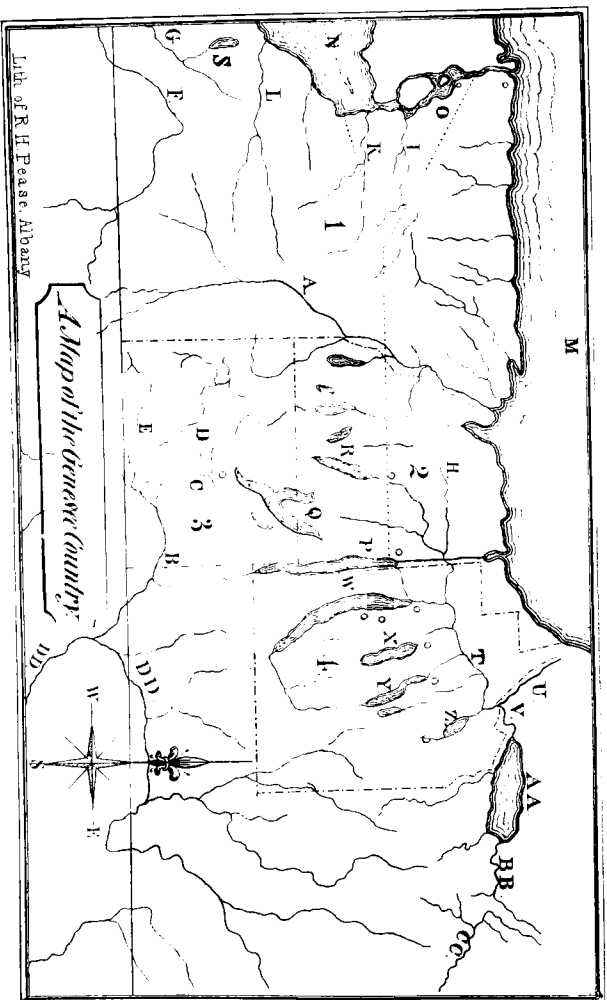 M
U
AA
V
BB
T
CC
O
H
Z
2
I
X
Y
K
P
R
W
N
1
C
4
Q
A
L
S
I
D
C 3
G
F
B
E
DD
W E
S
DD
A Map of the Genesee Country.
Lith of R H Pease, Albany